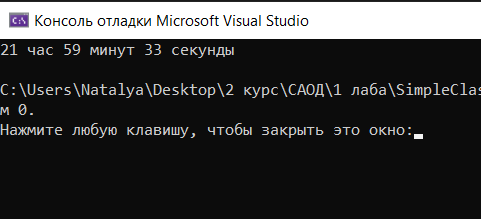 Консоль отладки Microsoft Visual Studio
21 час 59 минут 33 секунды
C:\Users\Natalya\Desktop\2 курс\САОД\1 лаба\SimpleClas
м 0.
Нажмите любую клавишу, чтобы закрыть это окно: